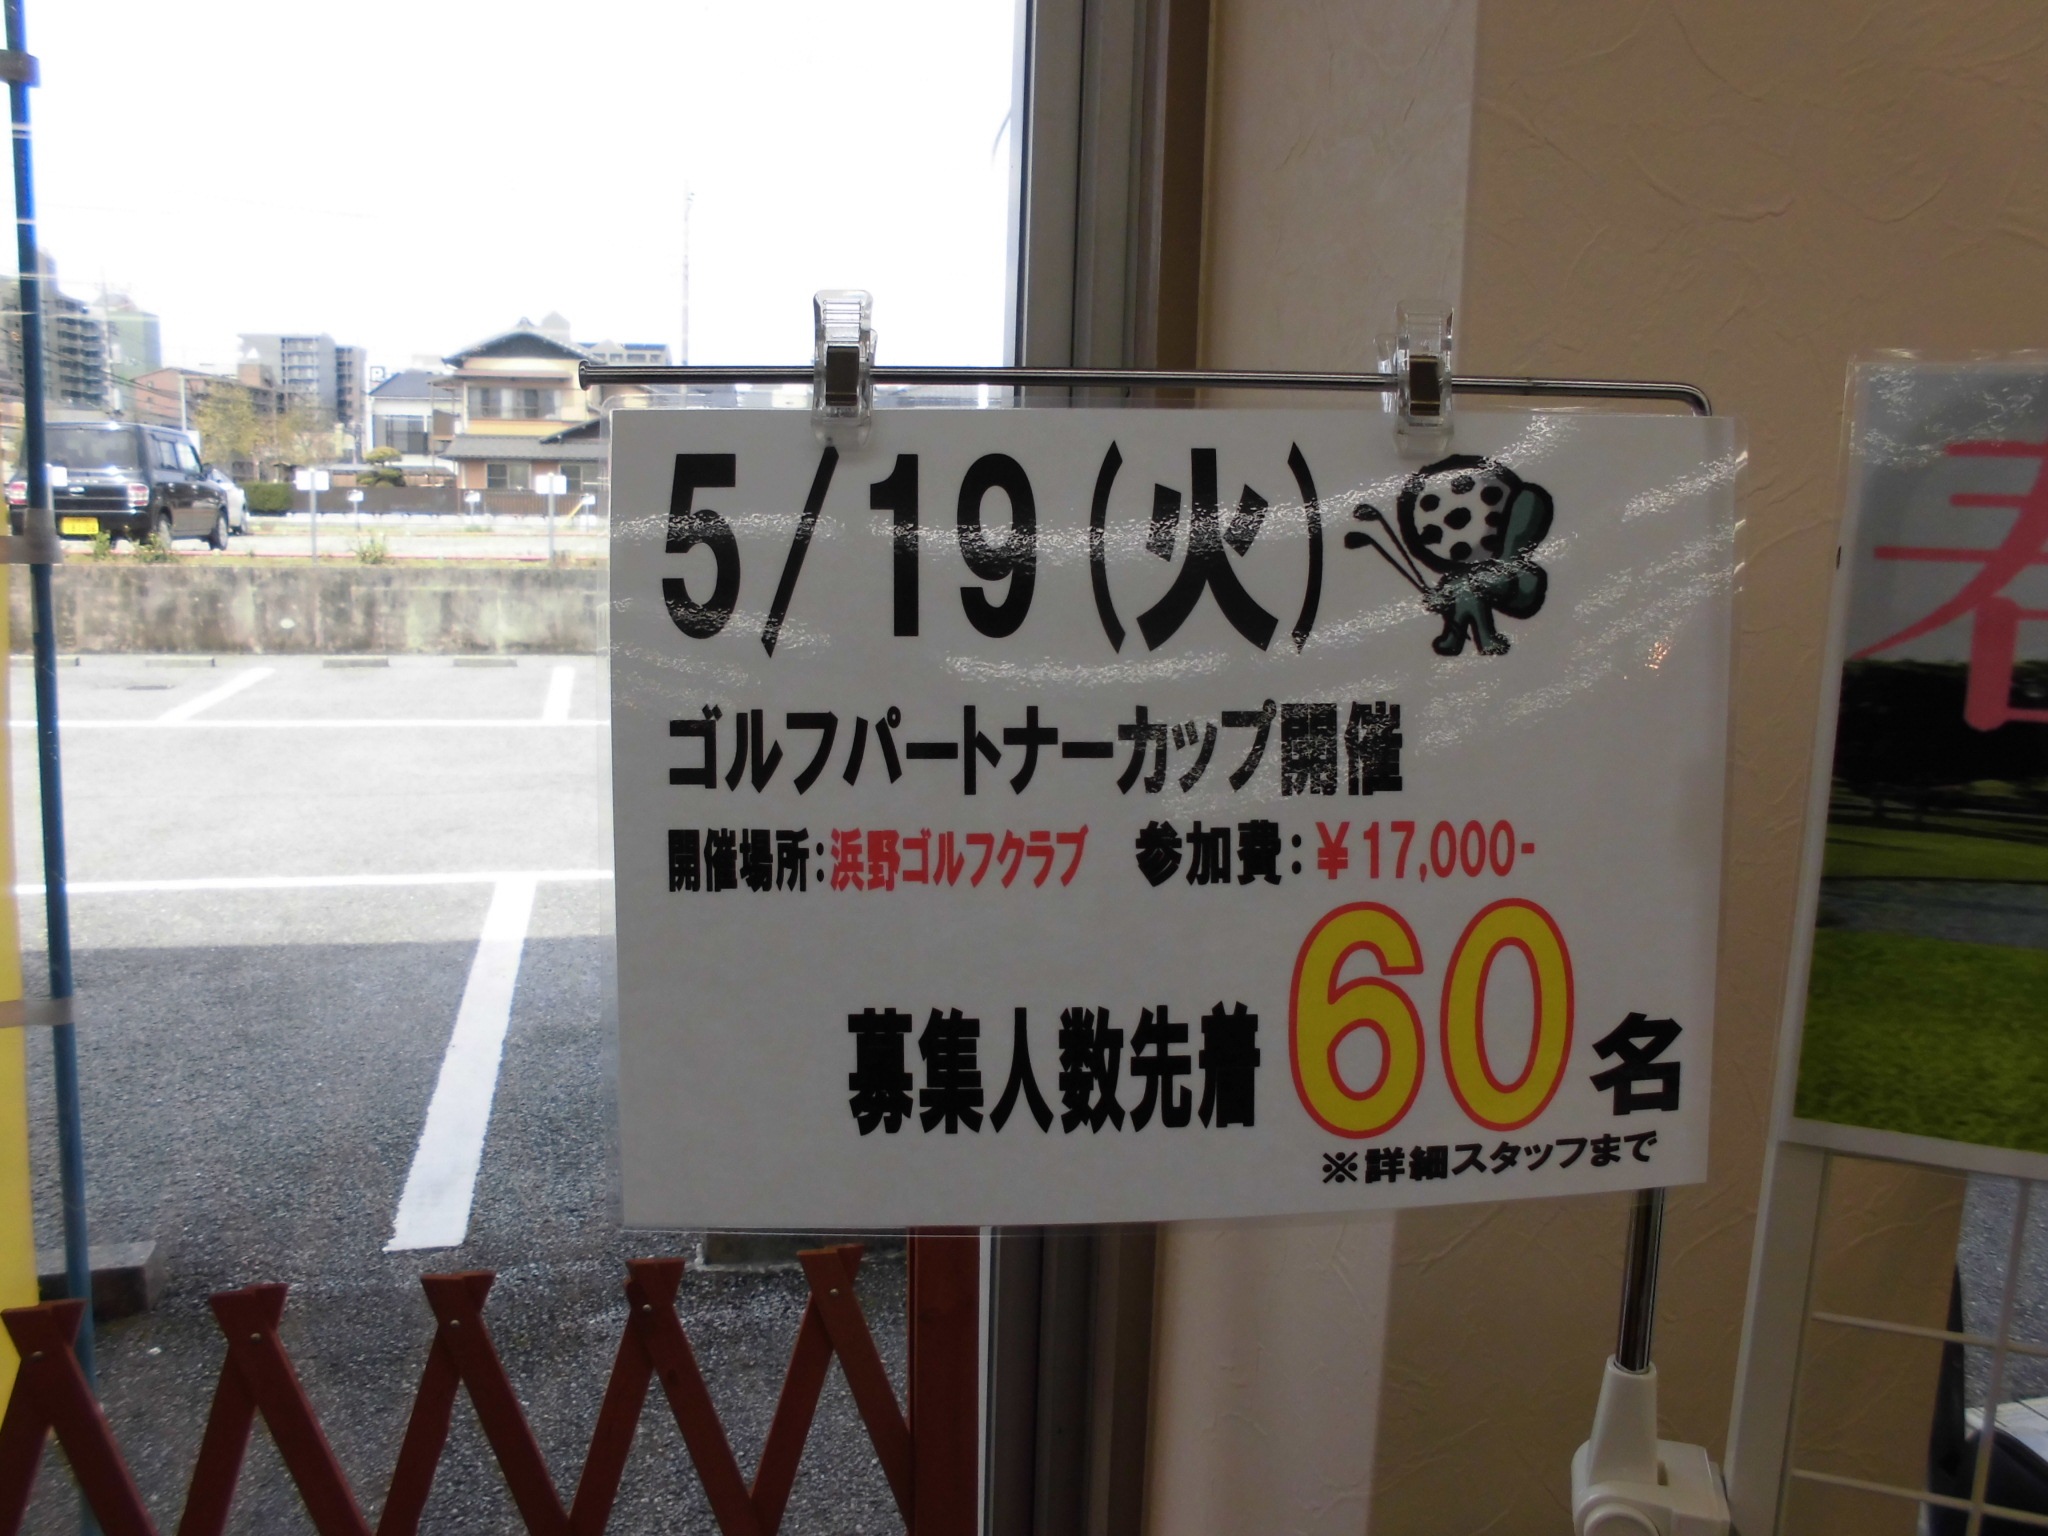 5/19(火)
ゴルフパートナーカップ開催
開催場所:浜野ゴルフクラブ 参加費:¥17,000-
募集人数先着60名
※詳細スタッフまで
春